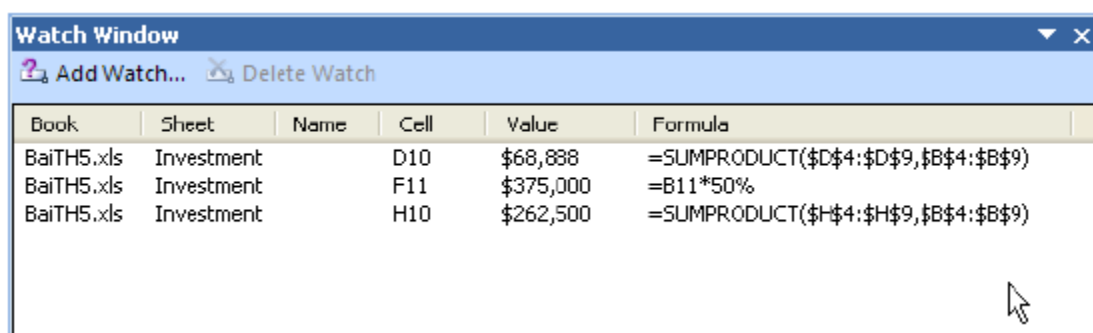 Watch Window
Add Watch... Delete Watch
Book Sheet Name Cell Value Formula
BaiTH5.xls Investment D10 $68,888 =SUMPRODUCT($D$4:$D$9,$B$4:$B$9)
BaiTH5.xls Investment F11 $375,000 =B11*50%
BaiTH5.xls Investment H10 $262,500 =SUMPRODUCT($H$4:$H$9,$B$4:$B$9)